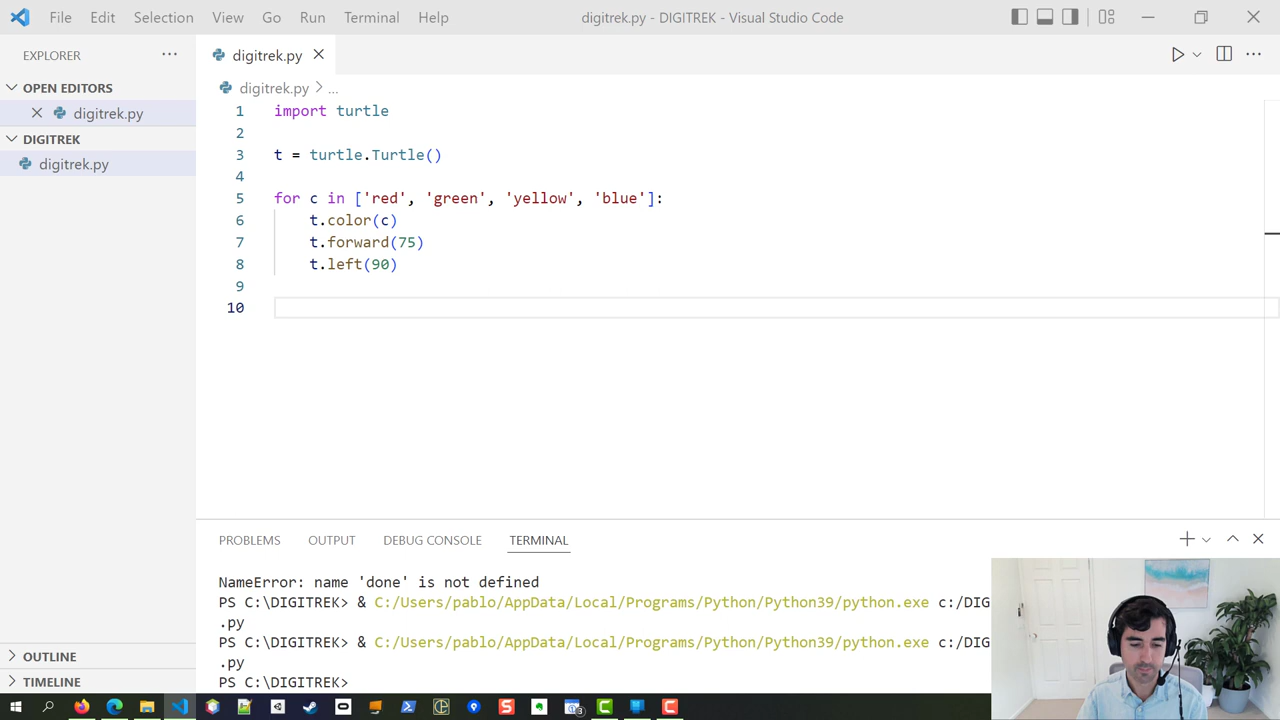 File Edit Selection View Go Run Terminal Help
digitrek.py - DIGITREK - Visual Studio Code
EXPLORER
digitrek.py
OPEN EDITORS
digitrek.py
DIGITREK
digitrek.py
OUTLINE
TIMELINE
digitrek.py > ...
1 import turtle
2
3 t = turtle.Turtle()
4
5 for c in ['red', 'green', 'yellow', 'blue']:
6 t.color(c)
7 t.forward(75)
8 t.left(90)
9
10
PROBLEMS OUTPUT DEBUG CONSOLE TERMINAL
NameError: name 'done' is not defined
PS C:\DIGITREK> & C:/Users/pablo/AppData/Local/Programs/Python/Python39/python.exe c:/DIG
.py
PS C:\DIGITREK> & C:/Users/pablo/AppData/Local/Programs/Python/Python39/python.exe c:/DIG
.py
PS C:\DIGITREK>
3